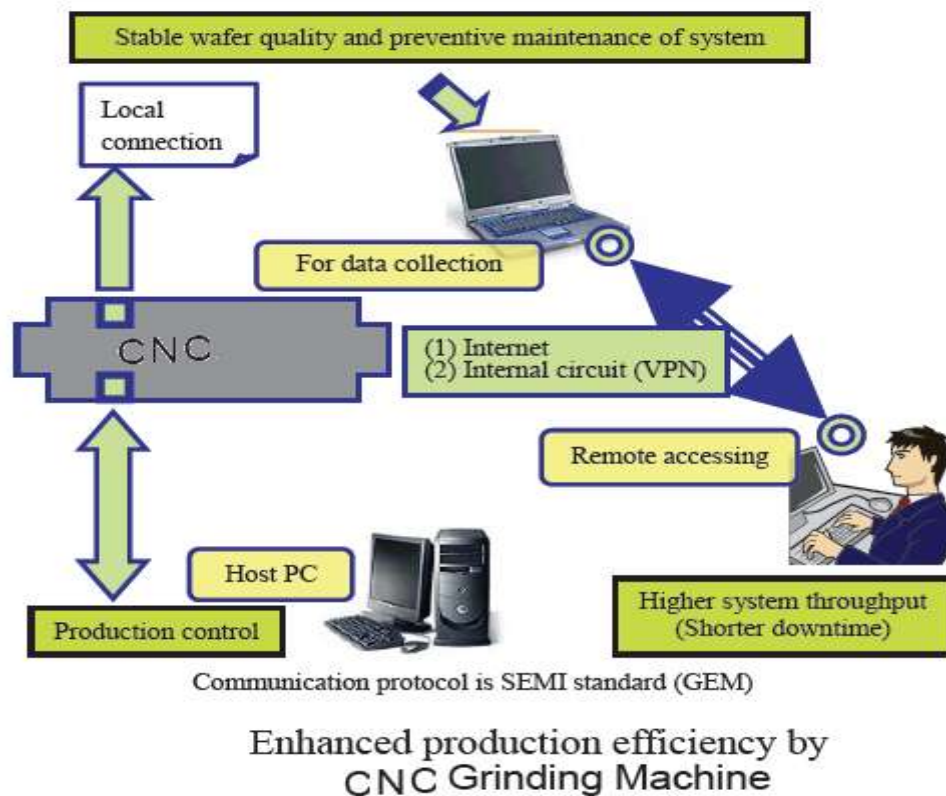 Stable wafer quality and preventive maintenance of system
Local
connection
For data collection
CNC
(1) Internet
(2) Internal circuit (VPN)
Remote accessing
Host PC
Production control
Higher system throughput
(Shorter downtime)
Communication protocol is SEMI standard (GEM)
Enhanced production efficiency by
CNC Grinding Machine